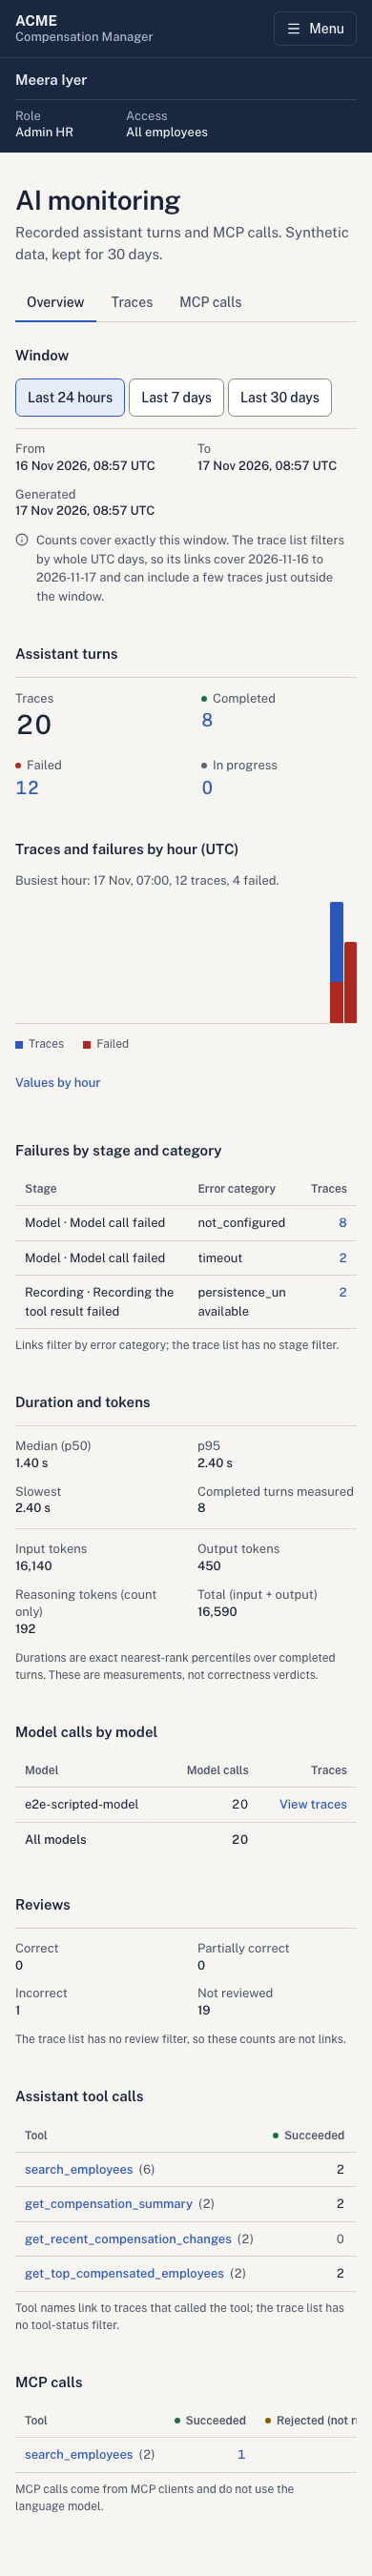 ACME
Compensation Manager
Menu
Meera Iyer
Role
Access
Admin HR
All employees
AI monitoring
Recorded assistant turns and MCP calls. Synthetic
data, kept for 30 days.
Overview Traces MCP calls
Window
Last 24 hours Last 7 days Last 30 days
From To
16 Nov 2026, 08:57 UTC 17 Nov 2026, 08:57 UTC
Generated
17 Nov 2026, 08:57 UTC
Counts cover exactly this window. The trace list filters
by whole UTC days, so its links cover 2026-11-16 to
2026-11-17 and can include a few traces just outside
the window.
Assistant turns
Traces Completed
20 8
Failed In progress
12 0
Traces and failures by hour (UTC)
Busiest hour: 17 Nov, 07:00, 12 traces, 4 failed.
Traces Failed
Values by hour
Failures by stage and category
Stage Error category Traces
Model · Model call failed not_configured 8
Model · Model call failed timeout 2
Recording · Recording the persistence_un 2
tool result failed available
Links filter by error category; the trace list has no stage filter.
Duration and tokens
Median (p50) p95
1.40 s 2.40 s
Slowest Completed turns measured
2.40 s 8
Input tokens Output tokens
16,140 450
Reasoning tokens (count Total (input + output)
only) 16,590
192
Durations are exact nearest-rank percentiles over completed
turns. These are measurements, not correctness verdicts.
Model calls by model
Model Model calls Traces
e2e-scripted-model 20 View traces
All models 20
Reviews
Correct Partially correct
0 0
Incorrect Not reviewed
1 19
The trace list has no review filter, so these counts are not links.
Assistant tool calls
Tool Succeeded
search_employees (6) 2
get_compensation_summary (2) 2
get_recent_compensation_changes (2) 0
get_top_compensated_employees (2) 2
Tool names link to traces that called the tool; the trace list has
no tool-status filter.
MCP calls
Tool Succeeded Rejected (not
search_employees (2) 1
MCP calls come from MCP clients and do not use the
language model.